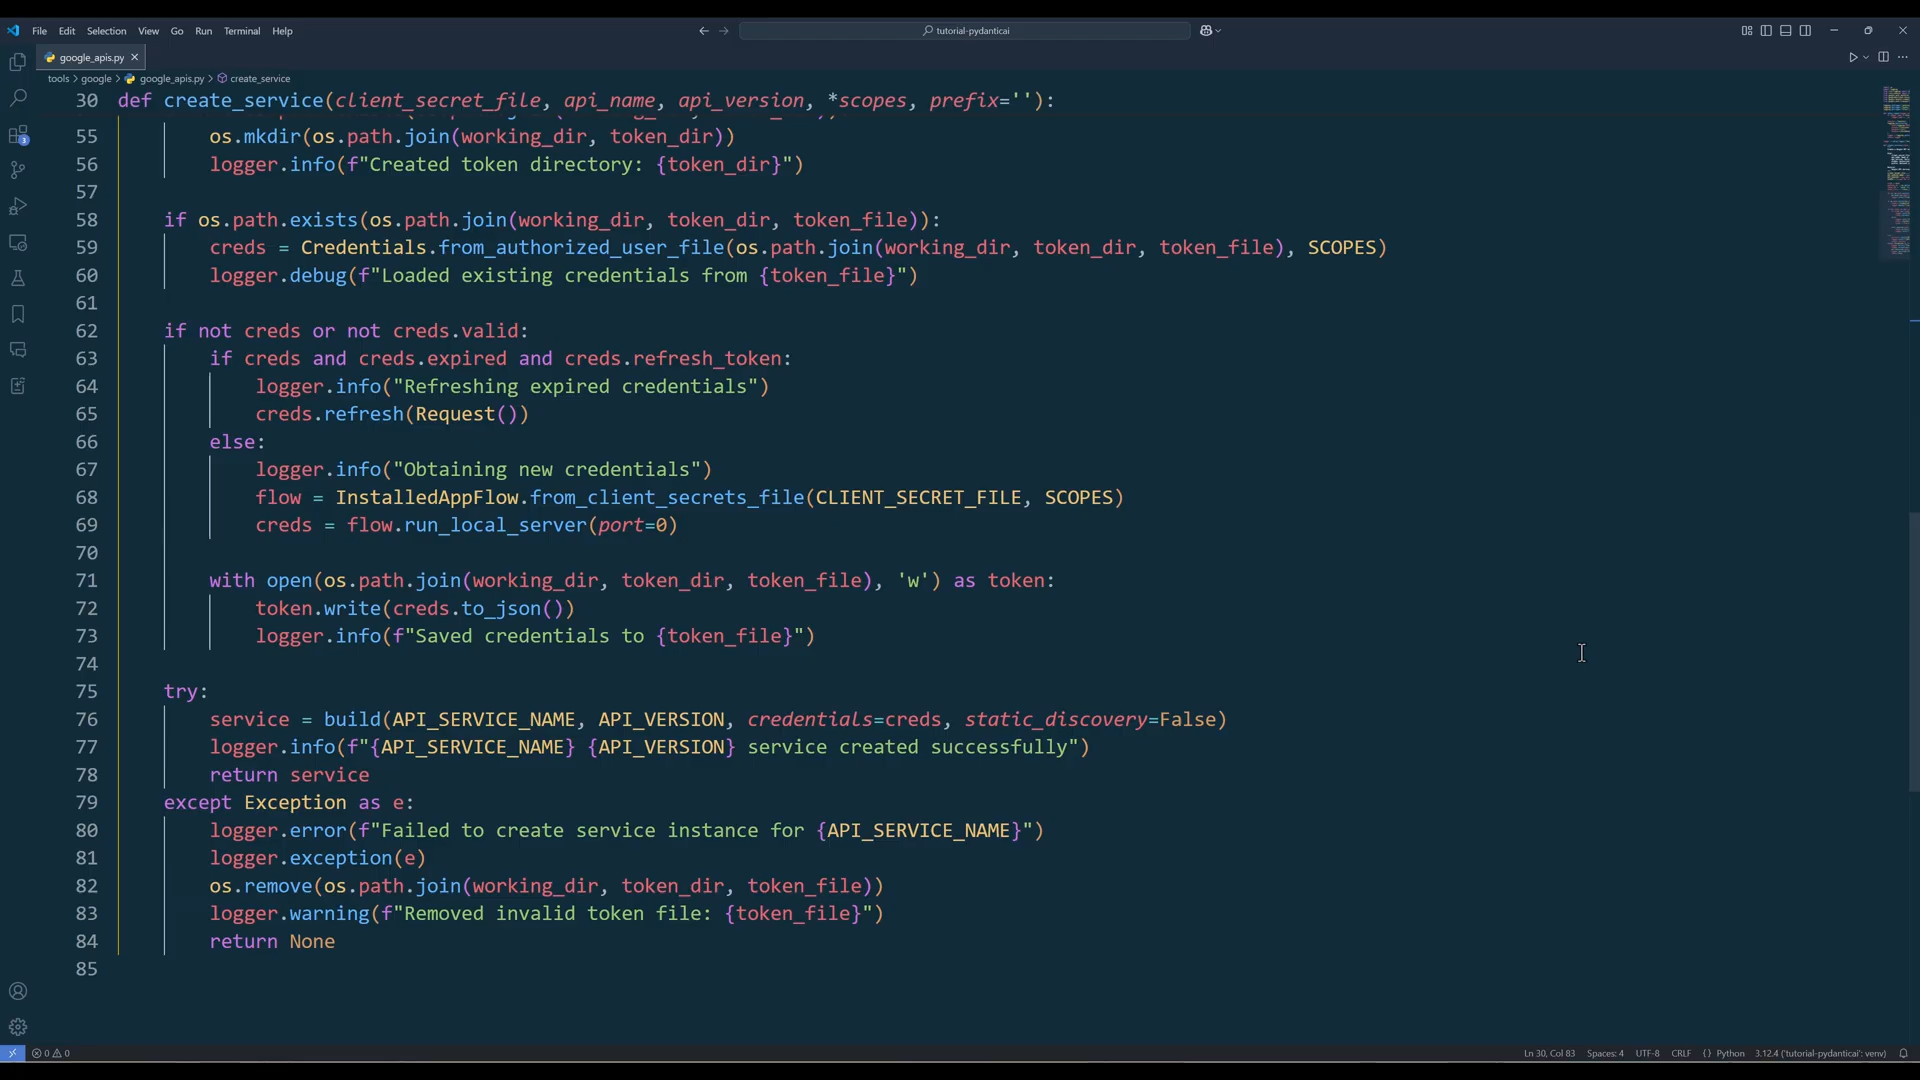 File Edit Selection View Go Run Terminal Help
tutorial-pydanticai
google_apis.py
tools > google > google_apis.py > create_service
30 def create_service(client_secret_file, api_name, api_version, *scopes, prefix=''):
55 os.mkdir(os.path.join(working_dir, token_dir))
56 logger.info(f"Created token directory: {token_dir}")
57
58 if os.path.exists(os.path.join(working_dir, token_dir, token_file)):
59 creds = Credentials.from_authorized_user_file(os.path.join(working_dir, token_dir, token_file), SCOPES)
60 logger.debug(f"Loaded existing credentials from {token_file}")
61
62 if not creds or not creds.valid:
63 if creds and creds.expired and creds.refresh_token:
64 logger.info("Refreshing expired credentials")
65 creds.refresh(Request())
66 else:
67 logger.info("Obtaining new credentials")
68 flow = InstalledAppFlow.from_client_secrets_file(CLIENT_SECRET_FILE, SCOPES)
69 creds = flow.run_local_server(port=0)
70
71 with open(os.path.join(working_dir, token_dir, token_file), 'w') as token:
72 token.write(creds.to_json())
73 logger.info(f"Saved credentials to {token_file}")
74
75 try:
76 service = build(API_SERVICE_NAME, API_VERSION, credentials=creds, static_discovery=False)
77 logger.info(f"{API_SERVICE_NAME} {API_VERSION} service created successfully")
78 return service
79 except Exception as e:
80 logger.error(f"Failed to create service instance for {API_SERVICE_NAME}")
81 logger.exception(e)
82 os.remove(os.path.join(working_dir, token_dir, token_file))
83 logger.warning(f"Removed invalid token file: {token_file}")
84 return None
85
0 0 Ln 30, Col 83 Spaces: 4 UTF-8 CRLF {} Python 3.12.4 ('tutorial-pydanticai': venv)